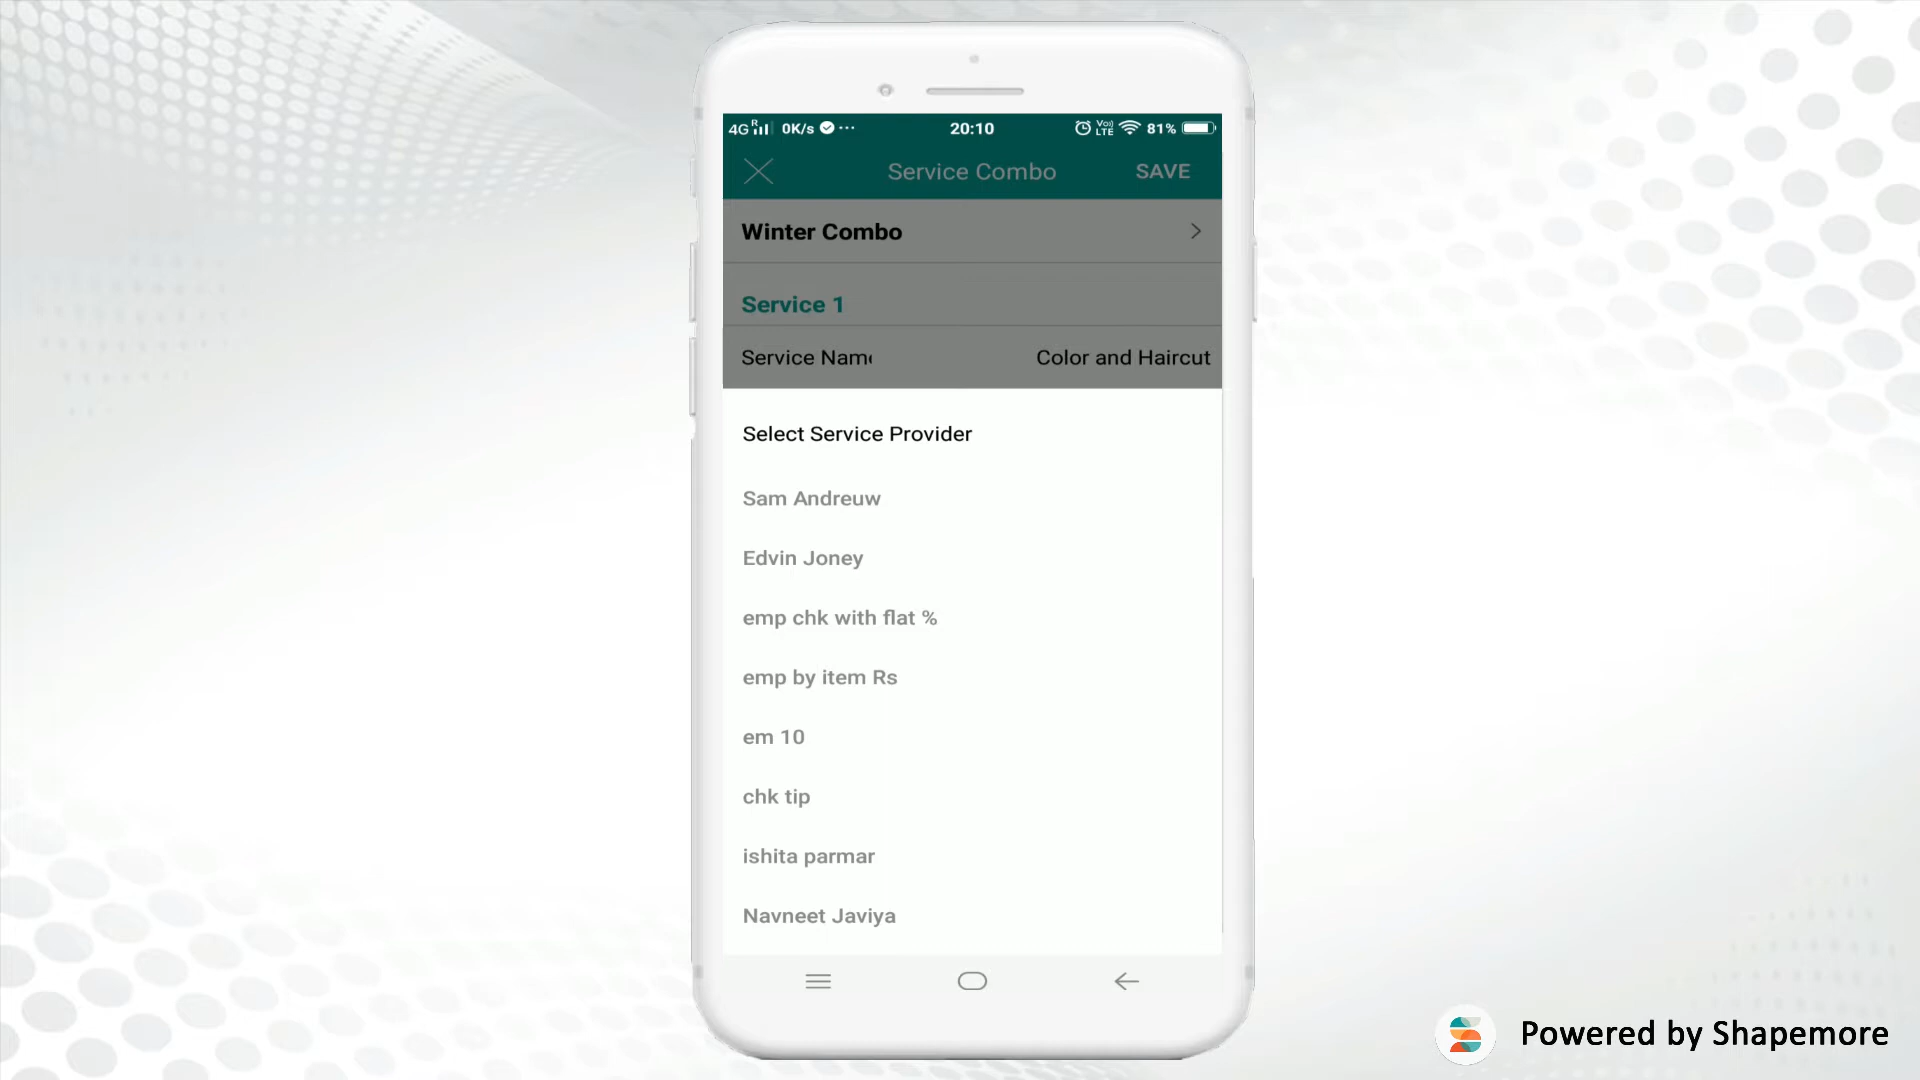 4G R 0K/s ... 20:10 Vo) LTE 81%
Service Combo SAVE
Winter Combo
Service 1
Service Name Color and Haircut
Select Service Provider
Sam Andreuw
Edvin Joney
emp chk with flat %
emp by item Rs
em 10
chk tip
ishita parmar
Navneet Javiya
Powered by Shapemore